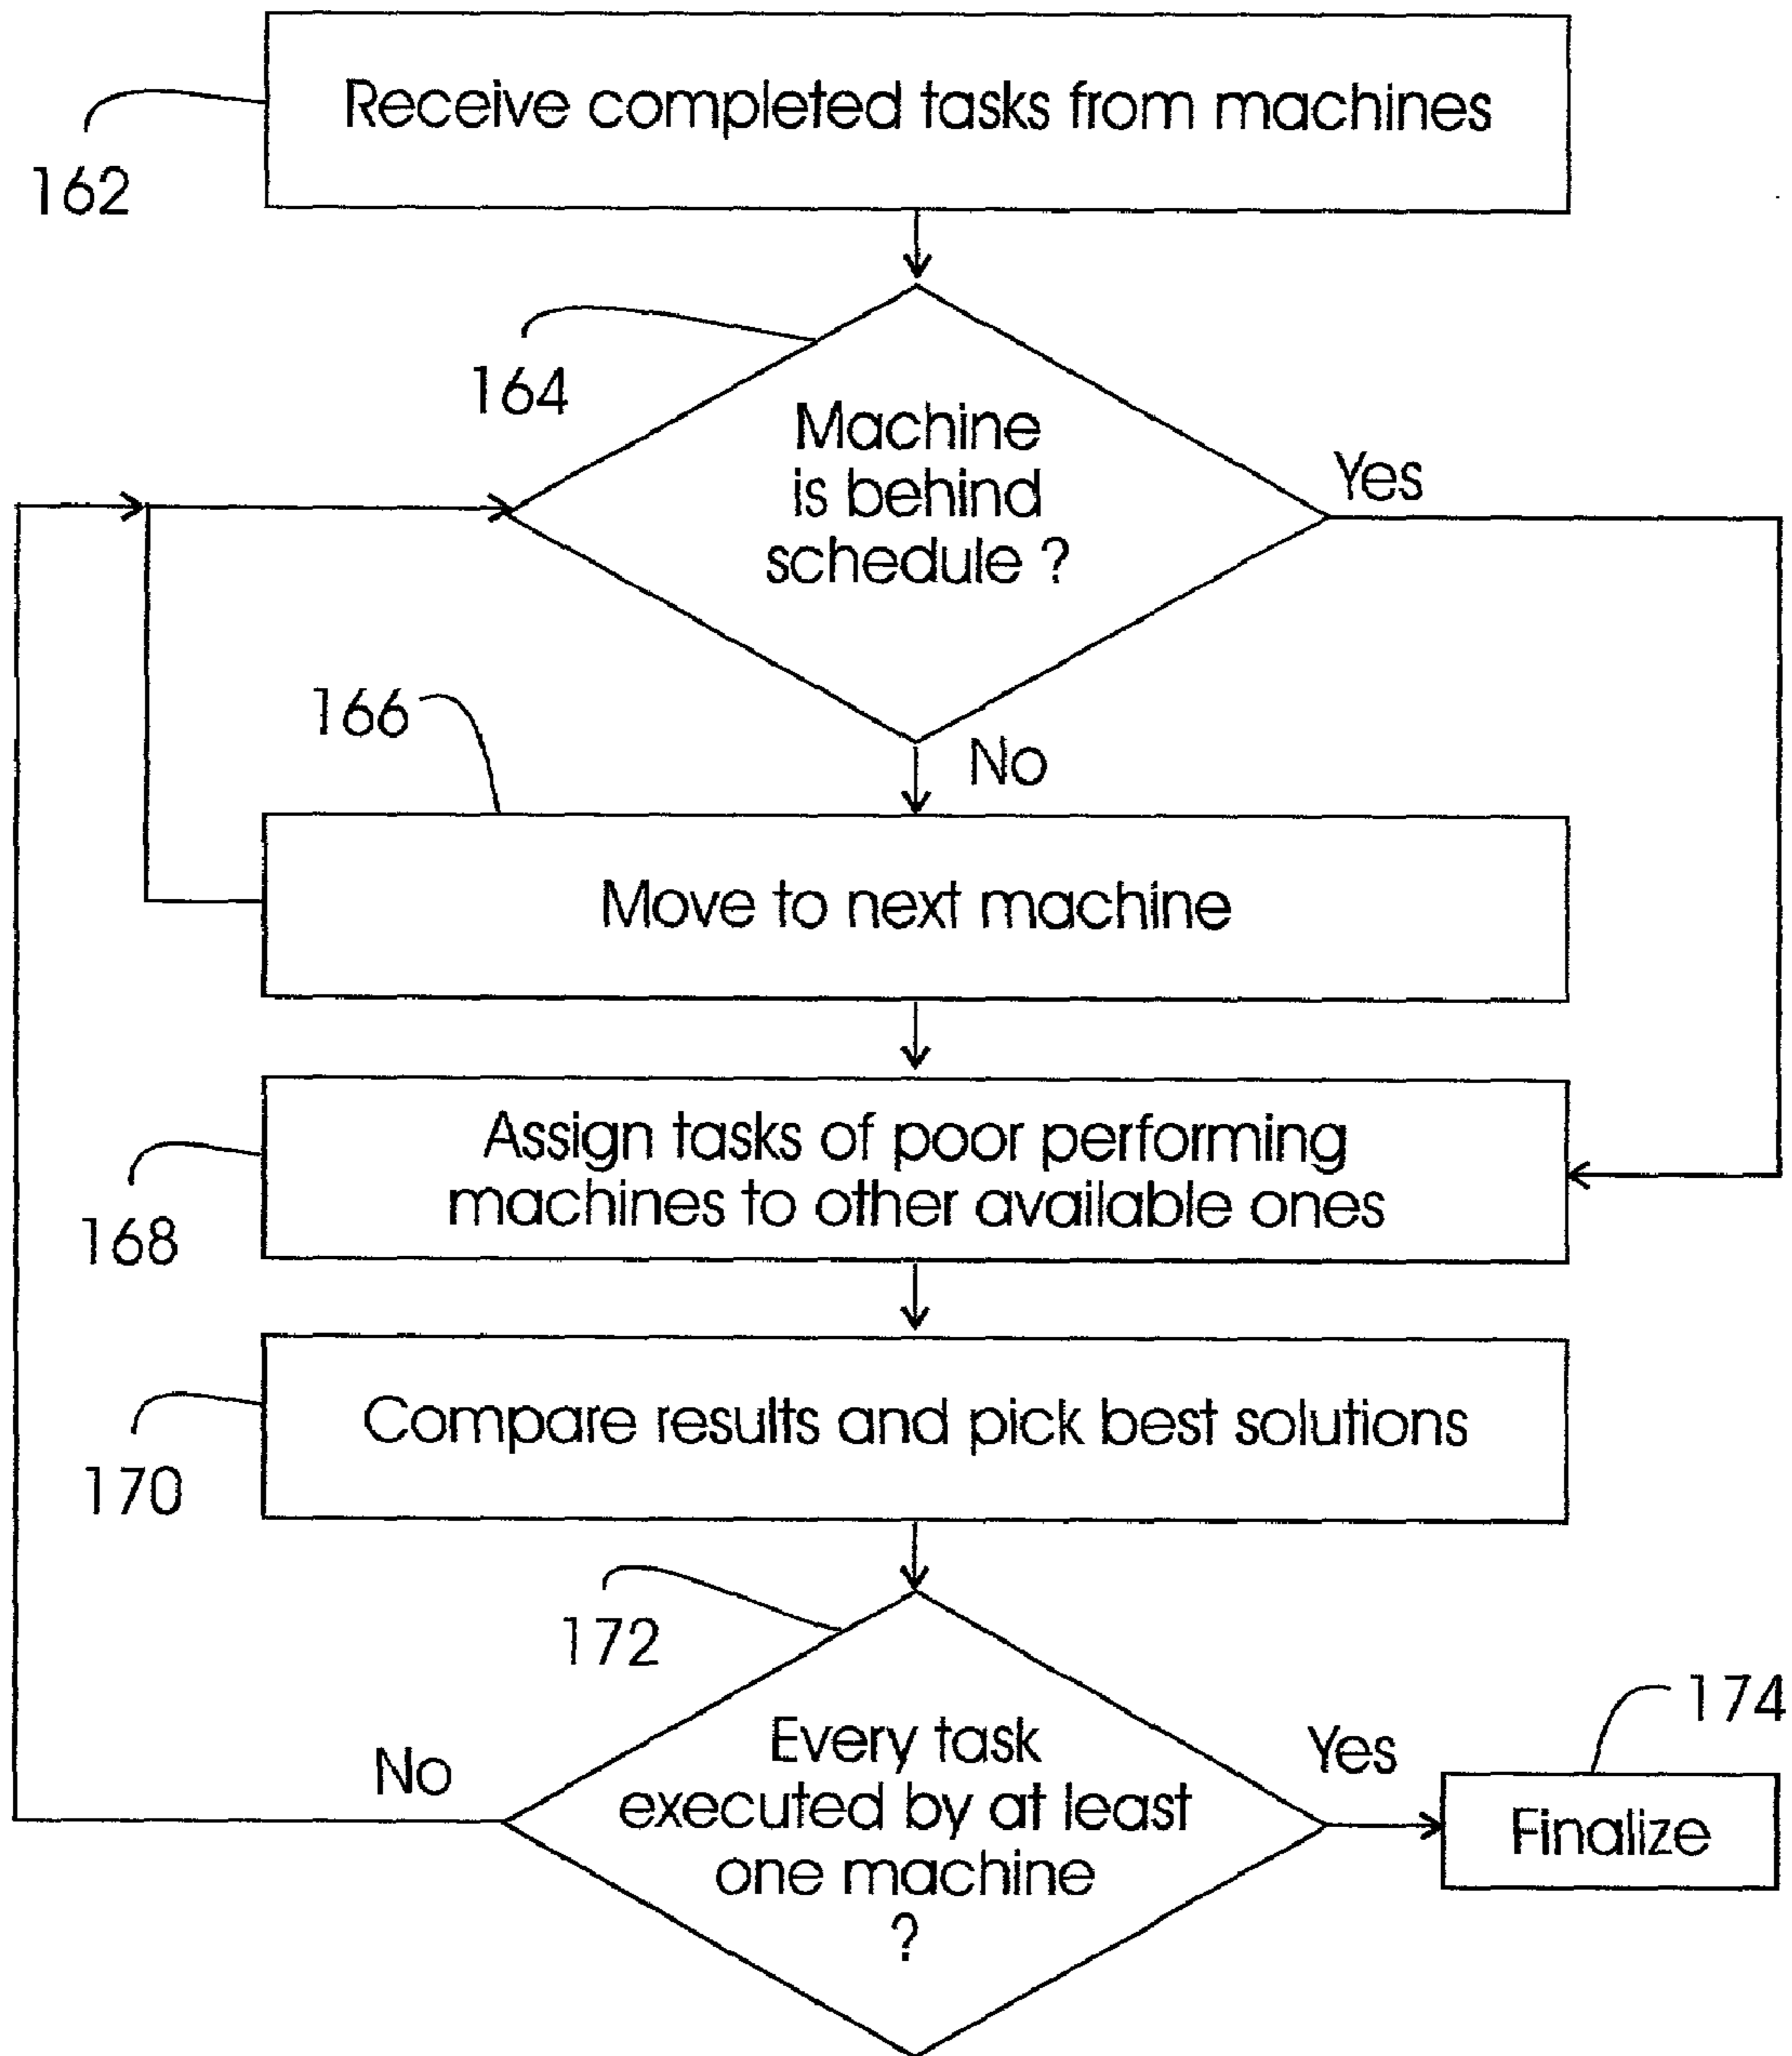 Receive completed tasks from machines
162
164
Machine
is behind
schedule ?
Yes
166
No
Move to next machine
Assign tasks of poor performing
machines to other available ones
168
Compare results and pick best solutions
170
172
174
Every task
executed by at least
one machine
?
No
Yes
Finalize